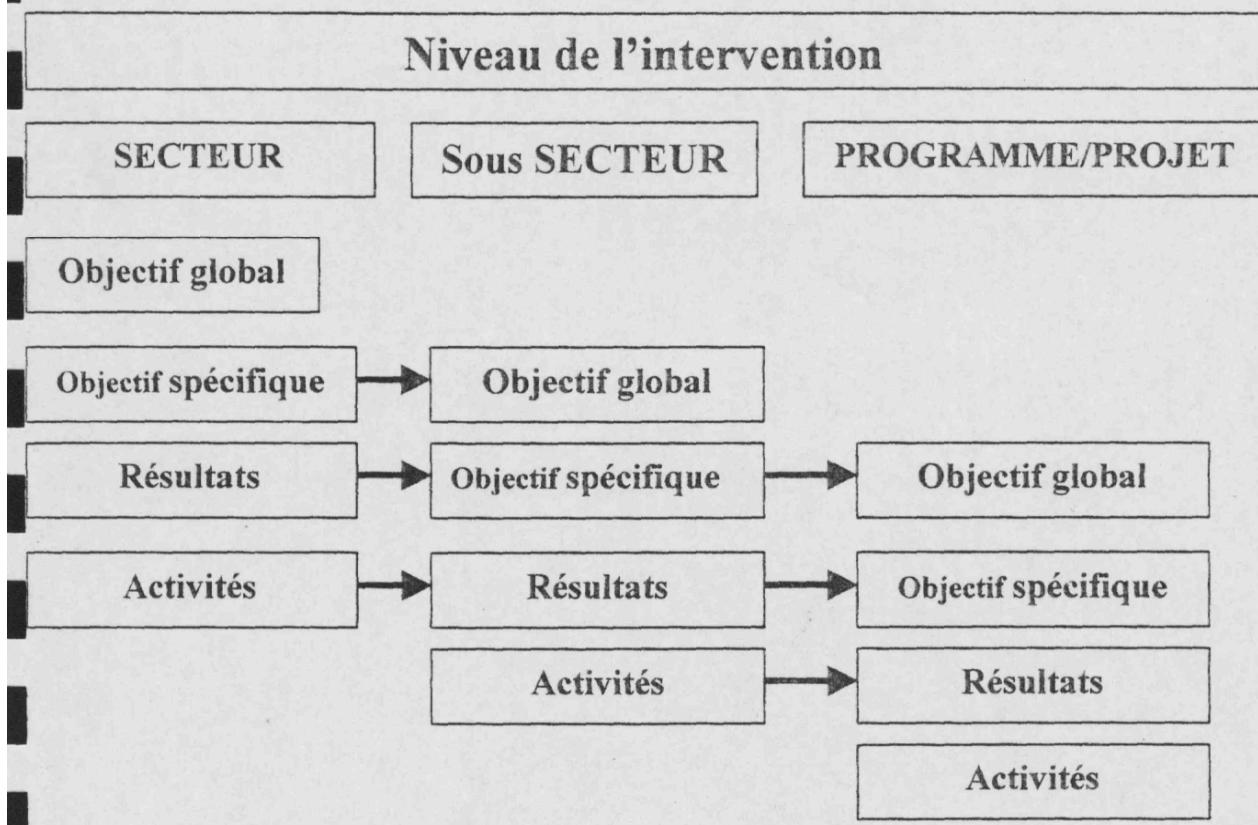 Niveau de l'intervention
SECTEUR
Sous SECTEUR
PROGRAMME/PROJET
Objectif global
Objectif spécifique
Objectif global
Résultats
Objectif spécifique
Objectif global
Activités
Résultats
Objectif spécifique
Activités
Résultats
Activités